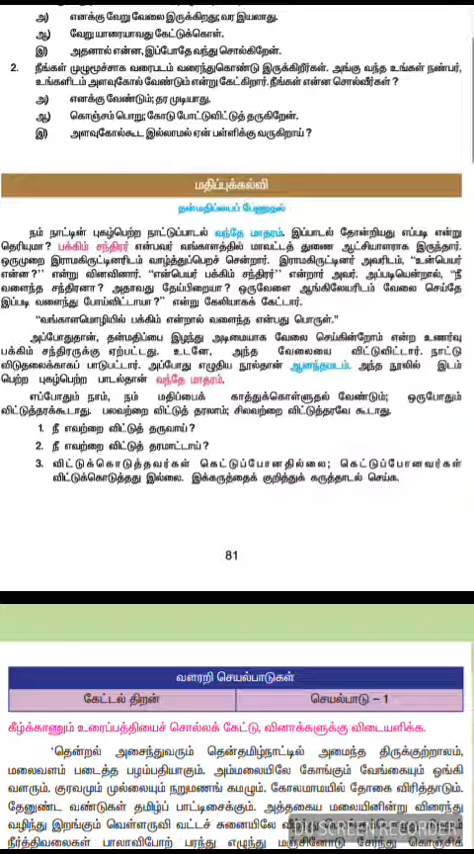 அ) எனக்கு வேறு வேலை இருக்கிறது; வர இயலாது.
ஆ) வேறு யாரையாவது கேட்டுக்கொள்.
இ) அதனால் என்ன, இப்போதே வந்து சொல்கிறேன்.
2. நீங்கள் முழுமூச்சாக வரைபடம் வரைந்துகொண்டு இருக்கிறீர்கள். அங்கு வந்த உங்கள் நண்பர்,
உங்களிடம் அளவுகோல் வேண்டும் என்று கேட்கிறார். நீங்கள் என்ன சொல்வீர்கள் ?
அ) எனக்கு வேண்டும்; தர முடியாது.
ஆ) கொஞ்சம் பொறு; கோடு போட்டுவிட்டுத் தருகிறேன்.
இ) அளவுகோல்கூட இல்லாமல் ஏன் பள்ளிக்கு வருகிறாய் ?
மதிப்புக்கல்வி
தன்மதிப்பைப் பேணுதல்
நம் நாட்டின் புகழ்பெற்ற நாட்டுப்பாடல் வந்தே மாதரம். இப்பாடல் தோன்றியது எப்படி என்று
தெரியுமா ? பக்கிம் சந்திரர் என்பவர் வங்காளத்தில் மாவட்டத் துணை ஆட்சியாளராக இருந்தார்.
ஒருமுறை இராமகிருட்டினரிடம் வாழ்த்துப்பெறச் சென்றார். இராமகிருட்டினர் அவரிடம், "உன்பெயர்
என்ன ?" என்று வினவினார். "என்பெயர் பக்கிம் சந்திரர்" என்றார் அவர். அப்படியென்றால், "நீ
வளைந்த சந்திரனா ? அதாவது தேய்பிறையா ? ஒருவேளை ஆங்கிலேயரிடம் வேலை செய்தே
இப்படி வளைந்து போய்விட்டாயா ?" என்று கேலியாகக் கேட்டார்.
"வங்காளமொழியில் பக்கிம் என்றால் வளைந்த என்பது பொருள்."
அப்போதுதான், தன்மதிப்பை இழந்து அடிமையாக வேலை செய்கின்றோம் என்ற உணர்வு
பக்கிம் சந்திரருக்கு ஏற்பட்டது. உடனே, அந்த வேலையை விட்டுவிட்டார். நாட்டு
விடுதலைக்காகப் பாடுபட்டார். அப்போது எழுதிய நூல்தான் ஆனந்தமடம். அந்த நூலில் இடம்
பெற்ற புகழ்பெற்ற பாடல்தான் வந்தே மாதரம்.
எப்போதும் நாம், நம் மதிப்பைக் காத்துக்கொள்ளுதல் வேண்டும்; ஒருபோதும்
விட்டுத்தரக்கூடாது. பலவற்றை விட்டுத் தரலாம்; சிலவற்றை விட்டுத்தரவே கூடாது.
1. நீ எவற்றை விட்டுத் தருவாய் ?
2. நீ எவற்றை விட்டுத் தரமாட்டாய் ?
3. விட்டுக்கொடுத்தவர்கள் கெட்டுப்போனதில்லை; கெட்டுப்போனவர்கள்
விட்டுக்கொடுத்தது இல்லை. இக்கருத்தைக் குறித்துக் கருத்தாடல் செய்க.
81
வளரறி செயல்பாடுகள்
கேட்டல் திறன் செயல்பாடு – 1
கீழ்க்காணும் உரைப்பத்தியைச் சொல்லக் கேட்டு, வினாக்களுக்கு விடையளிக்க.
'தென்றல் அசைந்துவரும் தென்தமிழ்நாட்டில் அமைந்த திருக்குற்றாலம்,
மலைவளம் படைத்த பழம்பதியாகும். அம்மலையிலே கோங்கும் வேங்கையும் ஓங்கி
வளரும். குரவமும் முல்லையும் நறுமணங் கமழும். கோலமாமயில் தோகை விரித்தாடும்.
தேனுண்ட வண்டுகள் தமிழ்ப் பாட்டிசைக்கும். அத்தகைய மலையினின்று விரைந்து
வழிந்து இறங்கும் வெள்ளருவி வட்டச் சுனையிலே
DU SCREEN RECORDER
நீர்த்திவலைகள் பாலாவிபோற் பரந்து எழுந்து மஞ்சினோடு சேர்ந்து கொஞ்சிக்